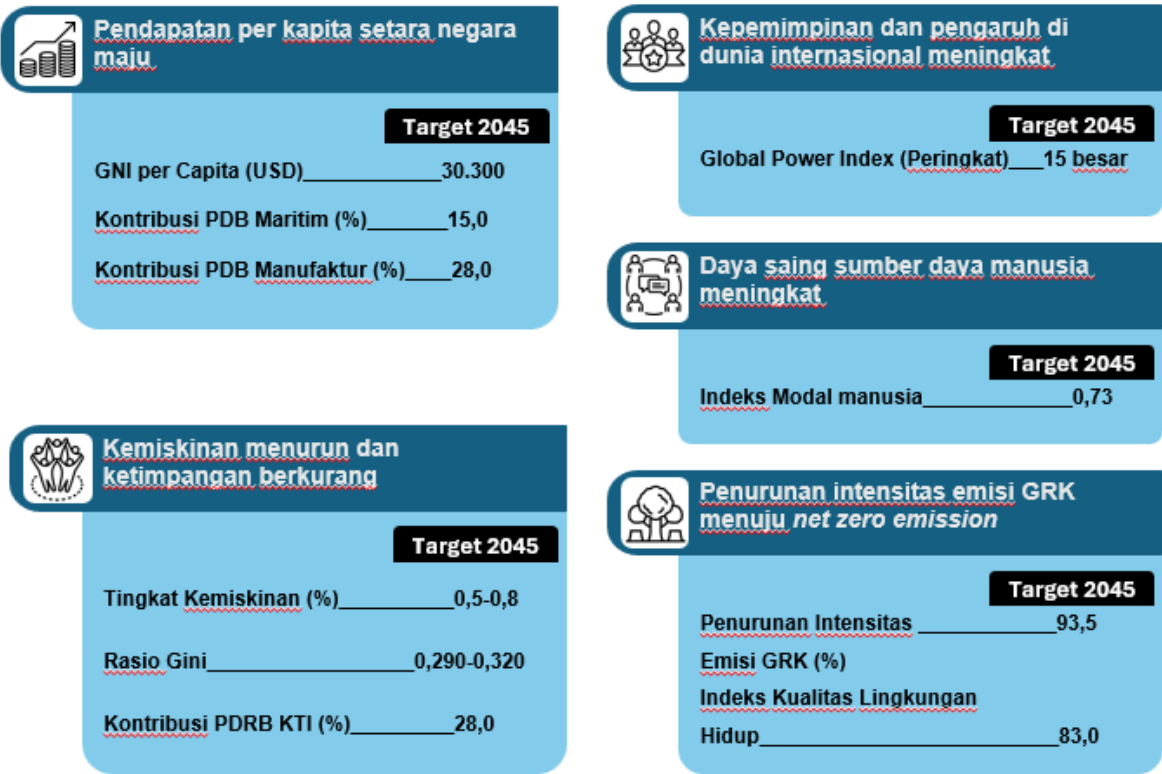 Pendapatan per kapita setara negara
maju
Target 2045
GNI per Capita (USD)____________30.300
Kontribusi PDB Maritim (%)_______15,0
Kontribusi PDB Manufaktur (%)____28,0
Kemiskinan menurun dan
ketimpangan berkurang
Target 2045
Tingkat Kemiskinan (%)__________0,5-0,8
Rasio Gini__________________0,290-0,320
Kontribusi PDRB KTI (%)_________28,0
Kepemimpinan dan pengaruh di
dunia internasional meningkat
Target 2045
Global Power Index (Peringkat)___15 besar
Daya saing sumber daya manusia
meningkat
Target 2045
Indeks Modal manusia_____________0,73
Penurunan intensitas emisi GRK
menuju net zero emission
Target 2045
Penurunan Intensitas ____________93,5
Emisi GRK (%)
Indeks Kualitas Lingkungan
Hidup__________________________83,0